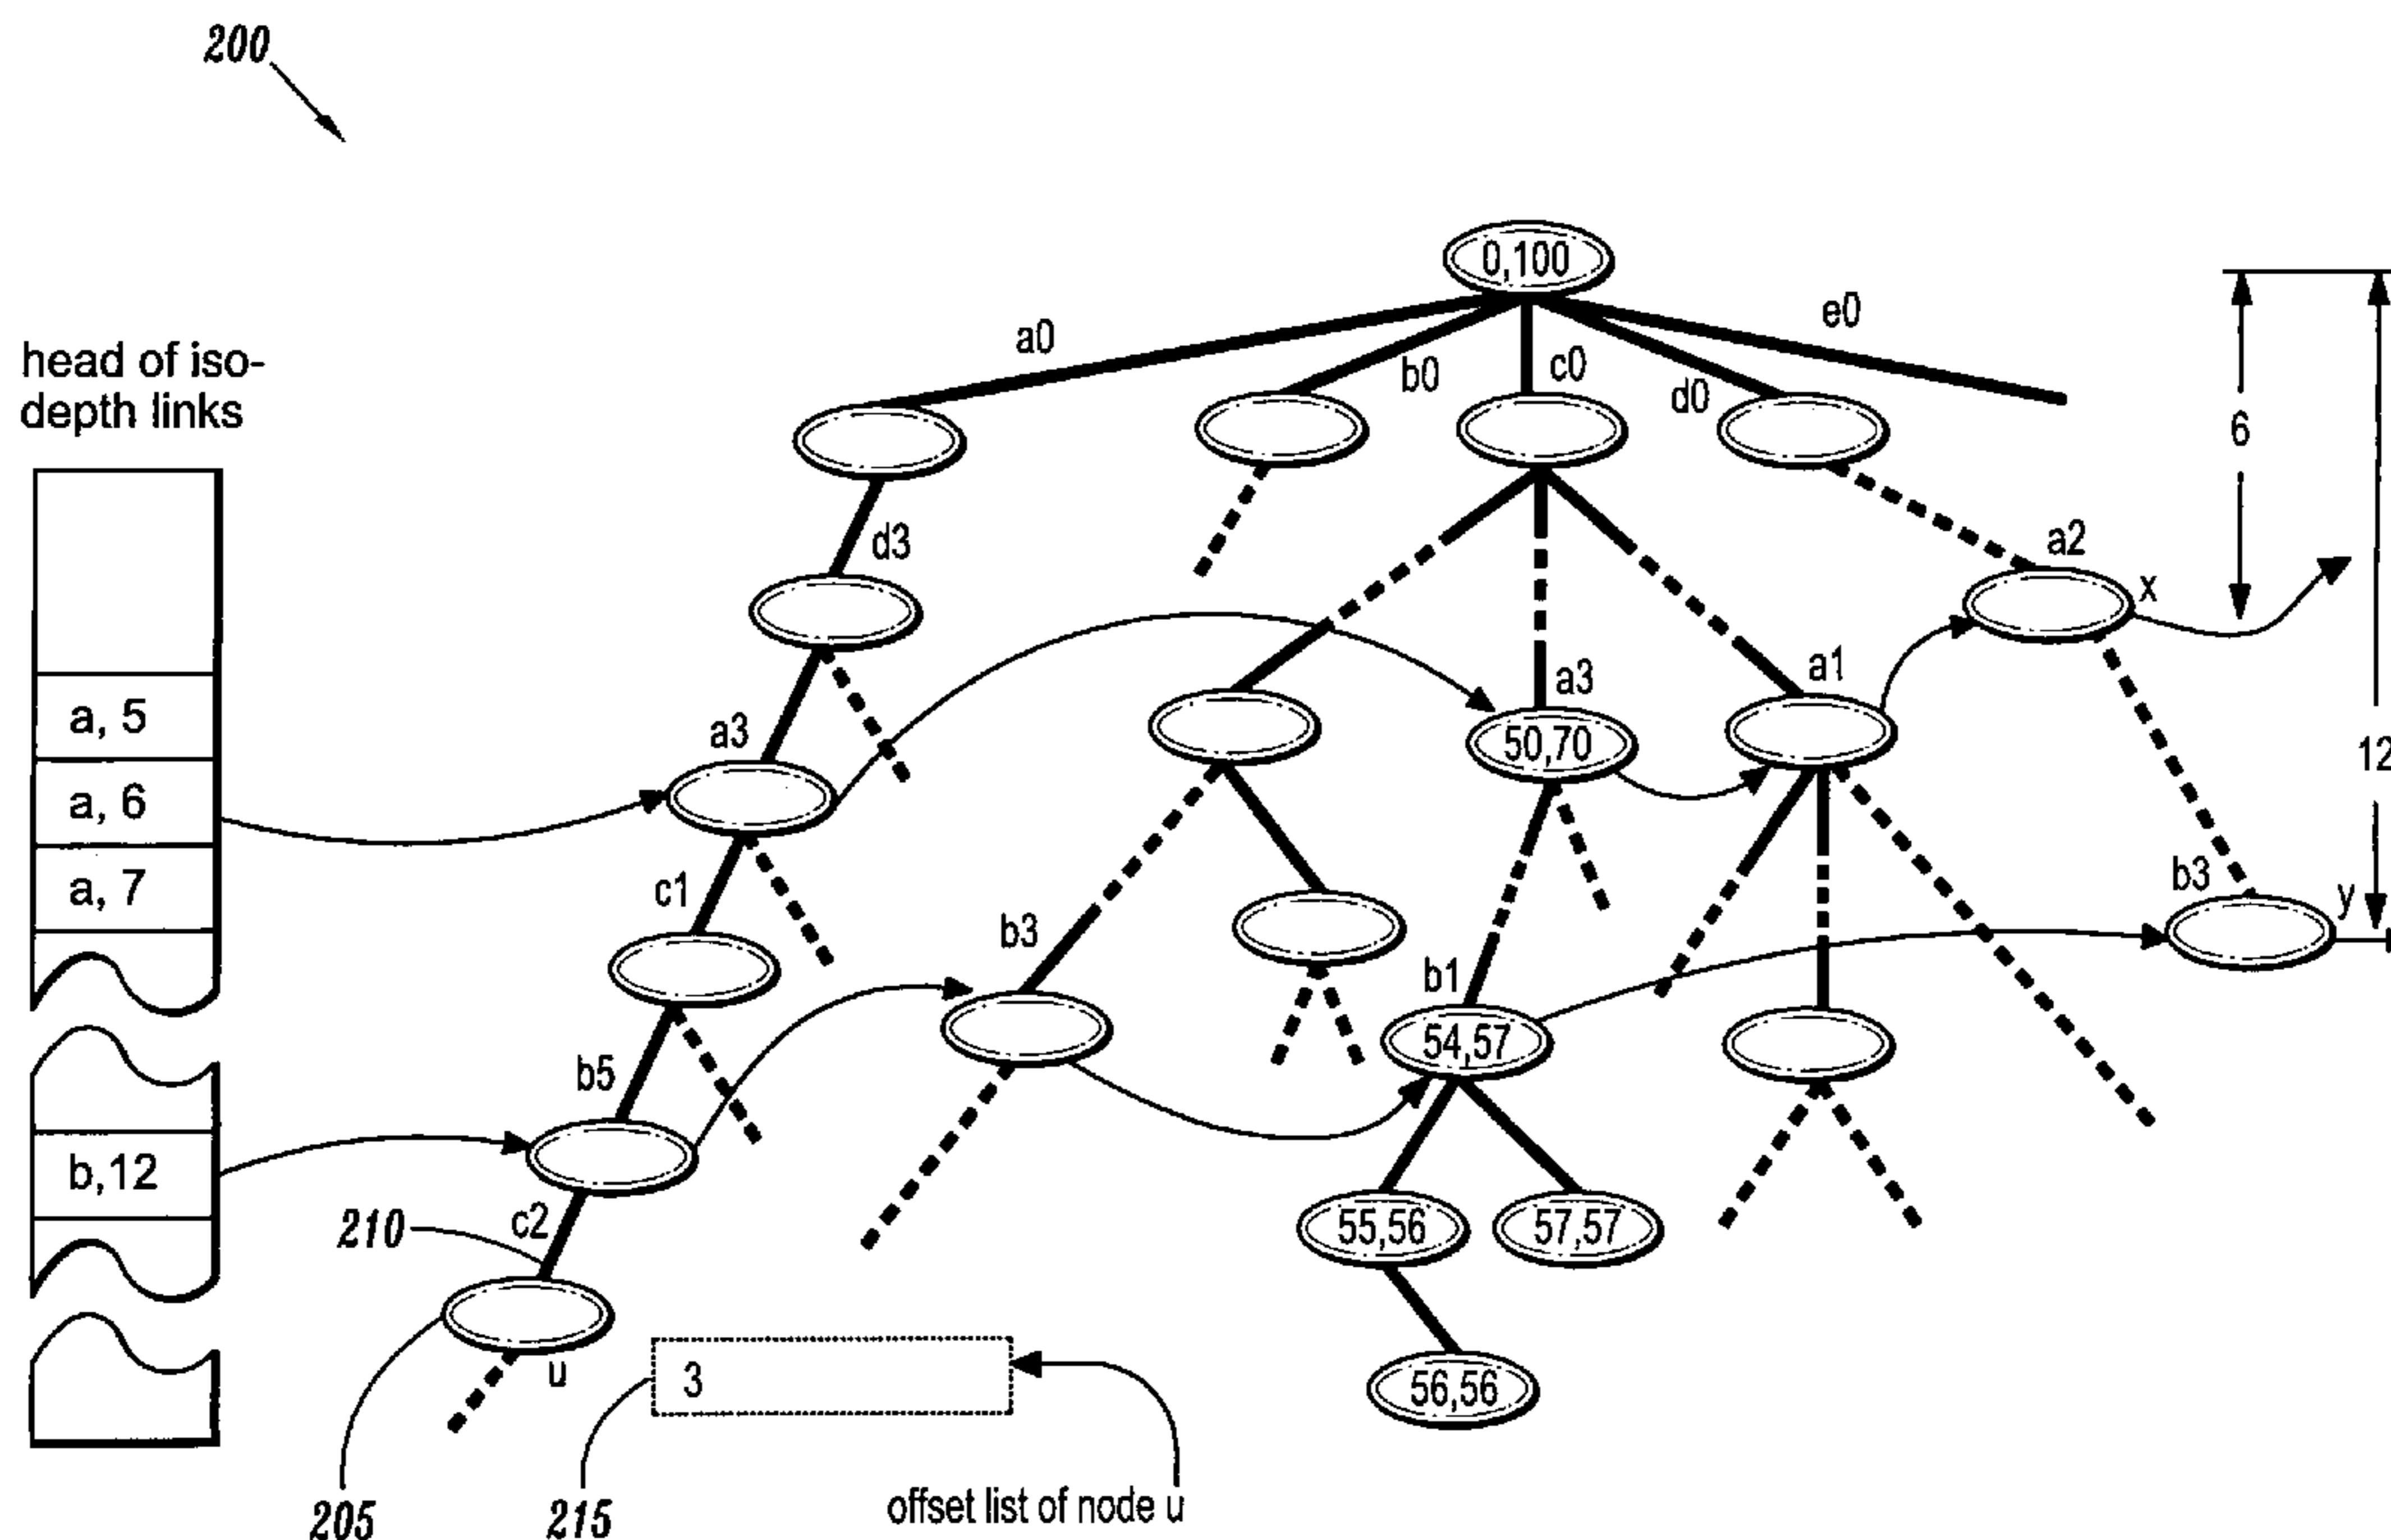 200
0,100
e0
a0
head of iso-
depth links
b0
c0
d0
6
d3
a2
x
a3
a1
a, 5
a3
50,70
12
a, 6
c1
a, 7
b3
b3
y
b1
54,57
b5
b,12
c2
210
55,56
57,57
u
3
56,56
205
215
offset list of node u